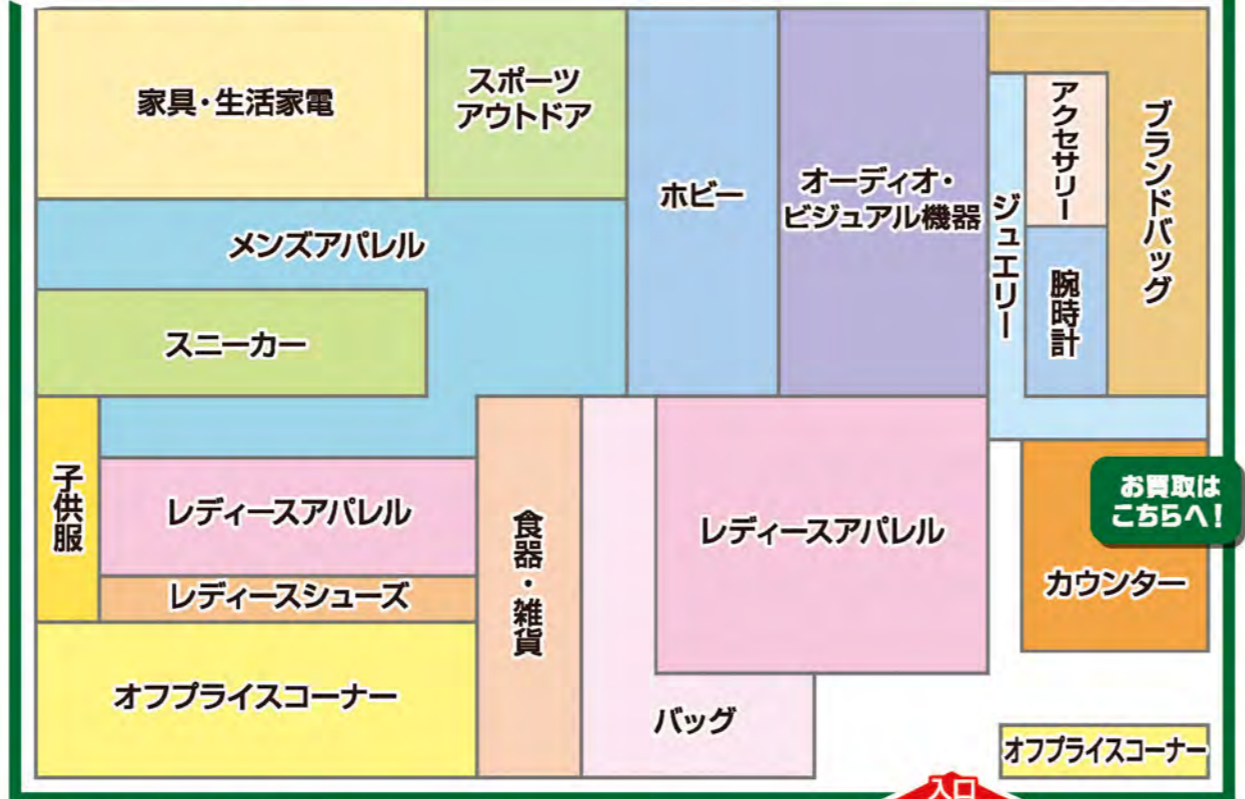 家具・生活家電
スポーツ
アウトドア
ホビー
オーディオ・
ビジュアル機器
ジュエリー
アクセサリー
腕時計
ブランドバッグ
メンズアパレル
スニーカー
子供服
レディースアパレル
レディースシューズ
食器・雑貨
レディースアパレル
お買取は
こちらへ!
カウンター
オフプライスコーナー
バッグ
オフプライスコーナー
入口